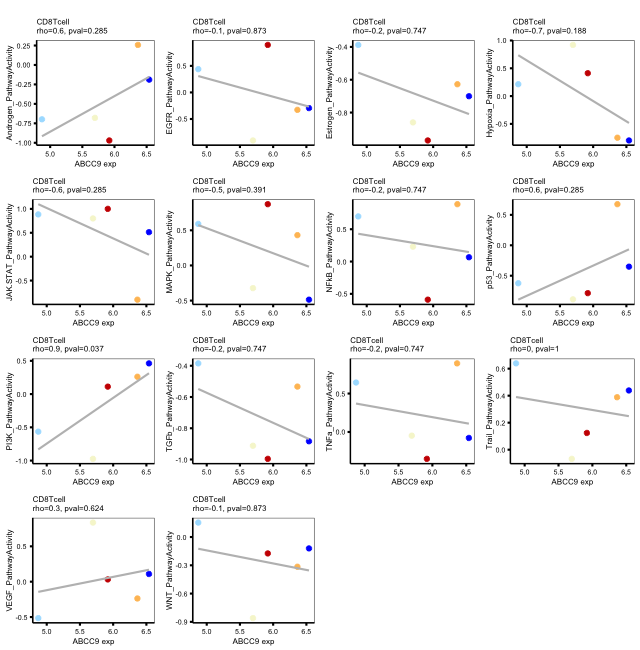 CD8Tcell
rho=0.6, pval=0.285
Androgen_PathwayActivity
0.25
0.00
-0.25
-0.50
-0.75
-1.00
5.0
5.5
6.0
6.5
ABCC9 exp
CD8Tcell
rho=-0.1, pval=0.873
EGFR_PathwayActivity
0.5
0.0
-0.5
-1.0
5.0
5.5
6.0
6.5
ABCC9 exp
CD8Tcell
rho=-0.2, pval=0.747
Estrogen_PathwayActivity
-0.4
-0.6
-0.8
5.0
5.5
6.0
6.5
ABCC9 exp
CD8Tcell
rho=-0.7, pval=0.188
Hypoxia_PathwayActivity
1.0
0.5
0.0
-0.5
5.0
5.5
6.0
6.5
ABCC9 exp
CD8Tcell
rho=-0.6, pval=0.285
JAK.STAT_PathwayActivity
1.0
0.5
0.0
-0.5
5.0
5.5
6.0
6.5
ABCC9 exp
CD8Tcell
rho=-0.5, pval=0.391
MAPK_PathwayActivity
0.5
0.0
-0.5
5.0
5.5
6.0
6.5
ABCC9 exp
CD8Tcell
rho=-0.2, pval=0.747
NFkB_PathwayActivity
0.5
0.0
-0.5
5.0
5.5
6.0
6.5
ABCC9 exp
CD8Tcell
rho=0.6, pval=0.285
p53_PathwayActivity
0.5
0.0
-0.5
5.0
5.5
6.0
6.5
ABCC9 exp
CD8Tcell
rho=0.9, pval=0.037
PI3K_PathwayActivity
0.5
0.0
-0.5
-1.0
5.0
5.5
6.0
6.5
ABCC9 exp
CD8Tcell
rho=-0.2, pval=0.747
TGFb_PathwayActivity
-0.4
-0.6
-0.8
-1.0
5.0
5.5
6.0
6.5
ABCC9 exp
CD8Tcell
rho=-0.2, pval=0.747
TNFa_PathwayActivity
0.5
0.0
5.0
5.5
6.0
6.5
ABCC9 exp
CD8Tcell
rho=0, pval=1
Trail_PathwayActivity
0.6
0.4
0.2
0.0
5.0
5.5
6.0
6.5
ABCC9 exp
CD8Tcell
rho=0.3, pval=0.624
VEGF_PathwayActivity
0.5
0.0
-0.5
5.0
5.5
6.0
6.5
ABCC9 exp
CD8Tcell
rho=-0.1, pval=0.873
WNT_PathwayActivity
0.0
-0.3
-0.6
-0.9
5.0
5.5
6.0
6.5
ABCC9 exp